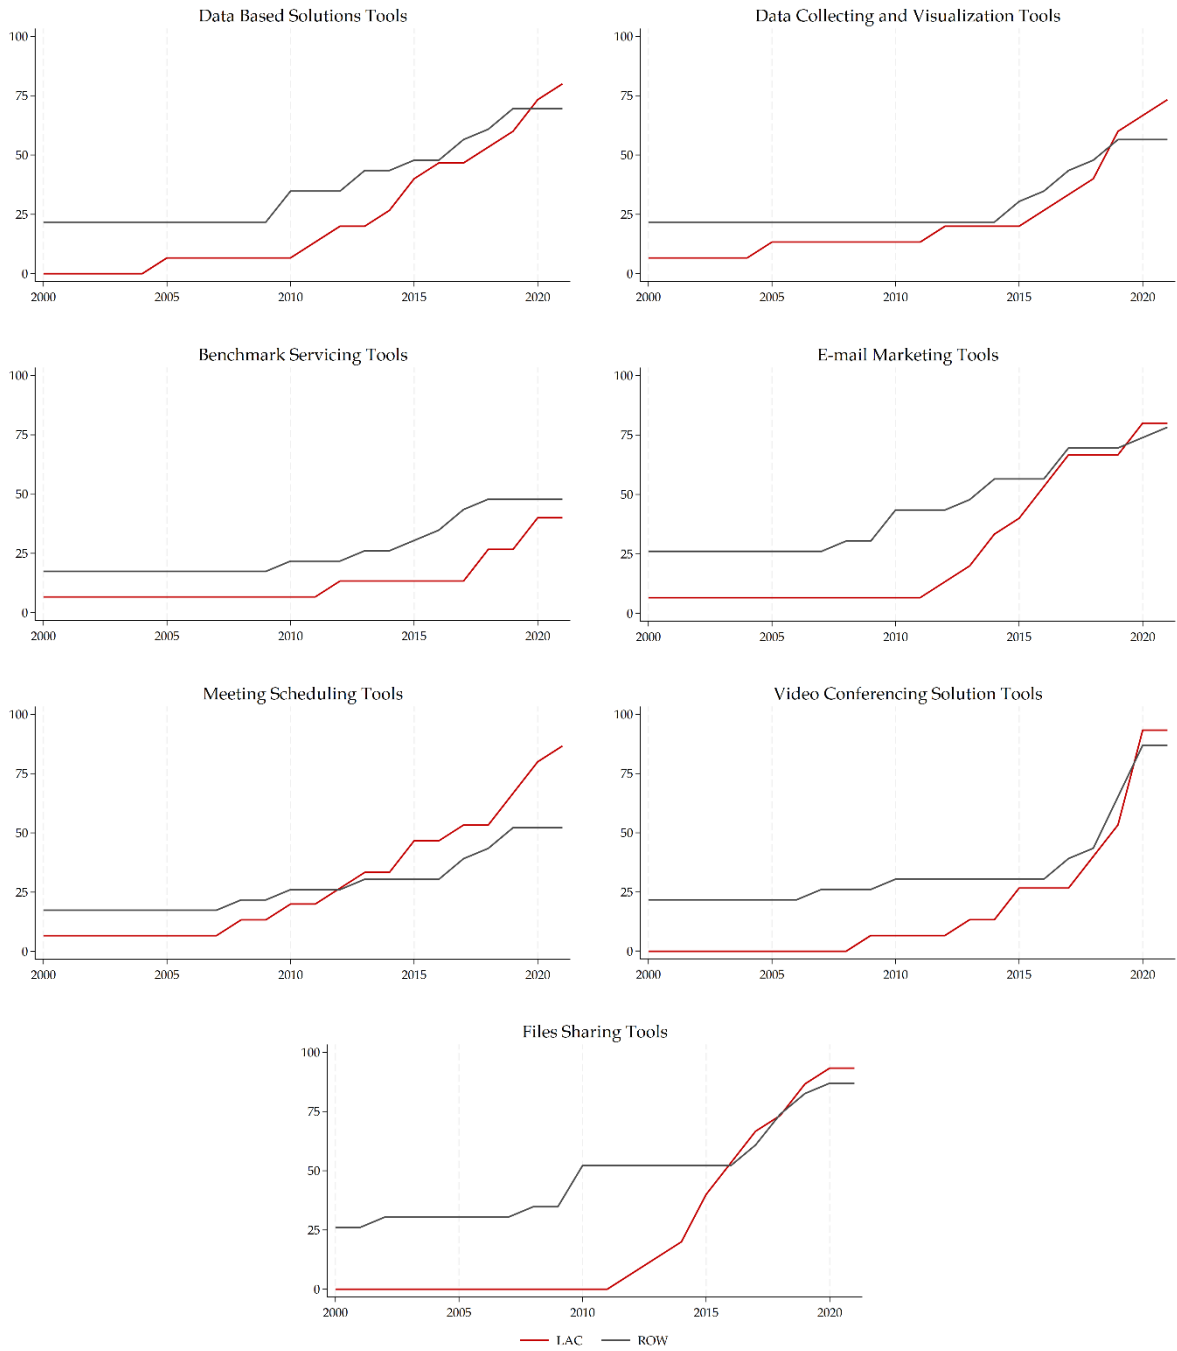 Data Based Solutions Tools
100
75
50
25
0
2000 2005 2010 2015 2020
Data Collecting and Visualization Tools
100
75
50
25
0
2000 2005 2010 2015 2020
Benchmark Servicing Tools
100
75
50
25
0
2000 2005 2010 2015 2020
E-mail Marketing Tools
100
75
50
25
0
2000 2005 2010 2015 2020
Meeting Scheduling Tools
100
75
50
25
0
2000 2005 2010 2015 2020
Video Conferencing Solution Tools
100
75
50
25
0
2000 2005 2010 2015 2020
Files Sharing Tools
100
75
50
25
0
2000 2005 2010 2015 2020
LAC ROW